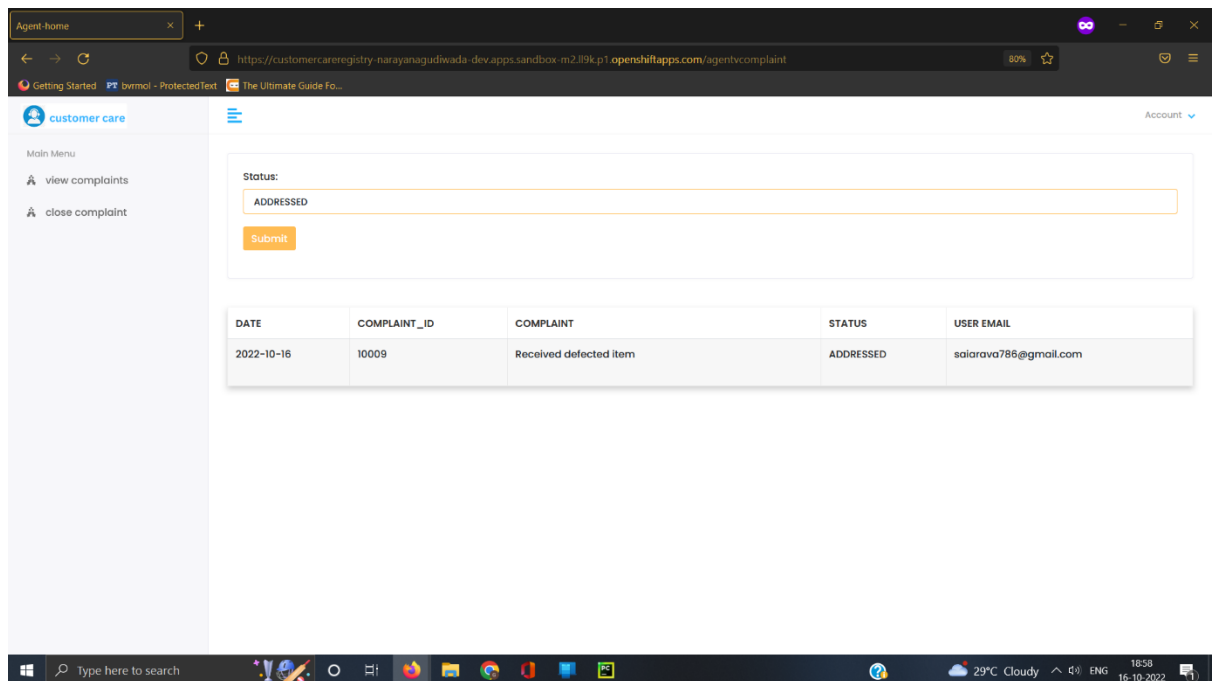 Agent-home
https://customercareregistry-narayanagudiwada-dev.apps.sandbox-m2.ll9k.p1.openshiftapps.com/agentvcomplaint
80%
Getting Started PT bvrmol - ProtectedText The Ultimate Guide Fo...
customer care
Account
Main Menu
view complaints
close complaint
Status:
ADDRESSED
Submit
DATE COMPLAINT_ID COMPLAINT STATUS USER EMAIL
2022-10-16 10009 Received defected item ADDRESSED saiarava786@gmail.com
Type here to search
PC
29°C Cloudy
ENG
18:58
16-10-2022
1